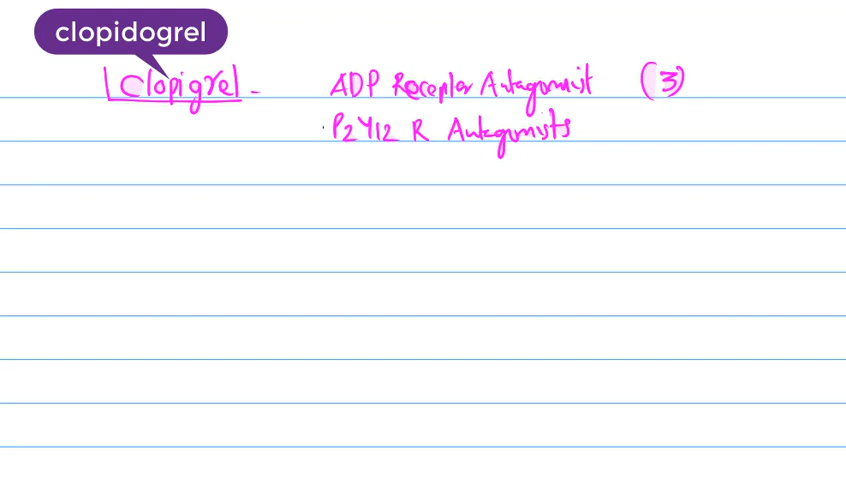 clopidogrel
Clopigrel - ADP Receptor Antagonist (3)
P2Y12 R Antagonists